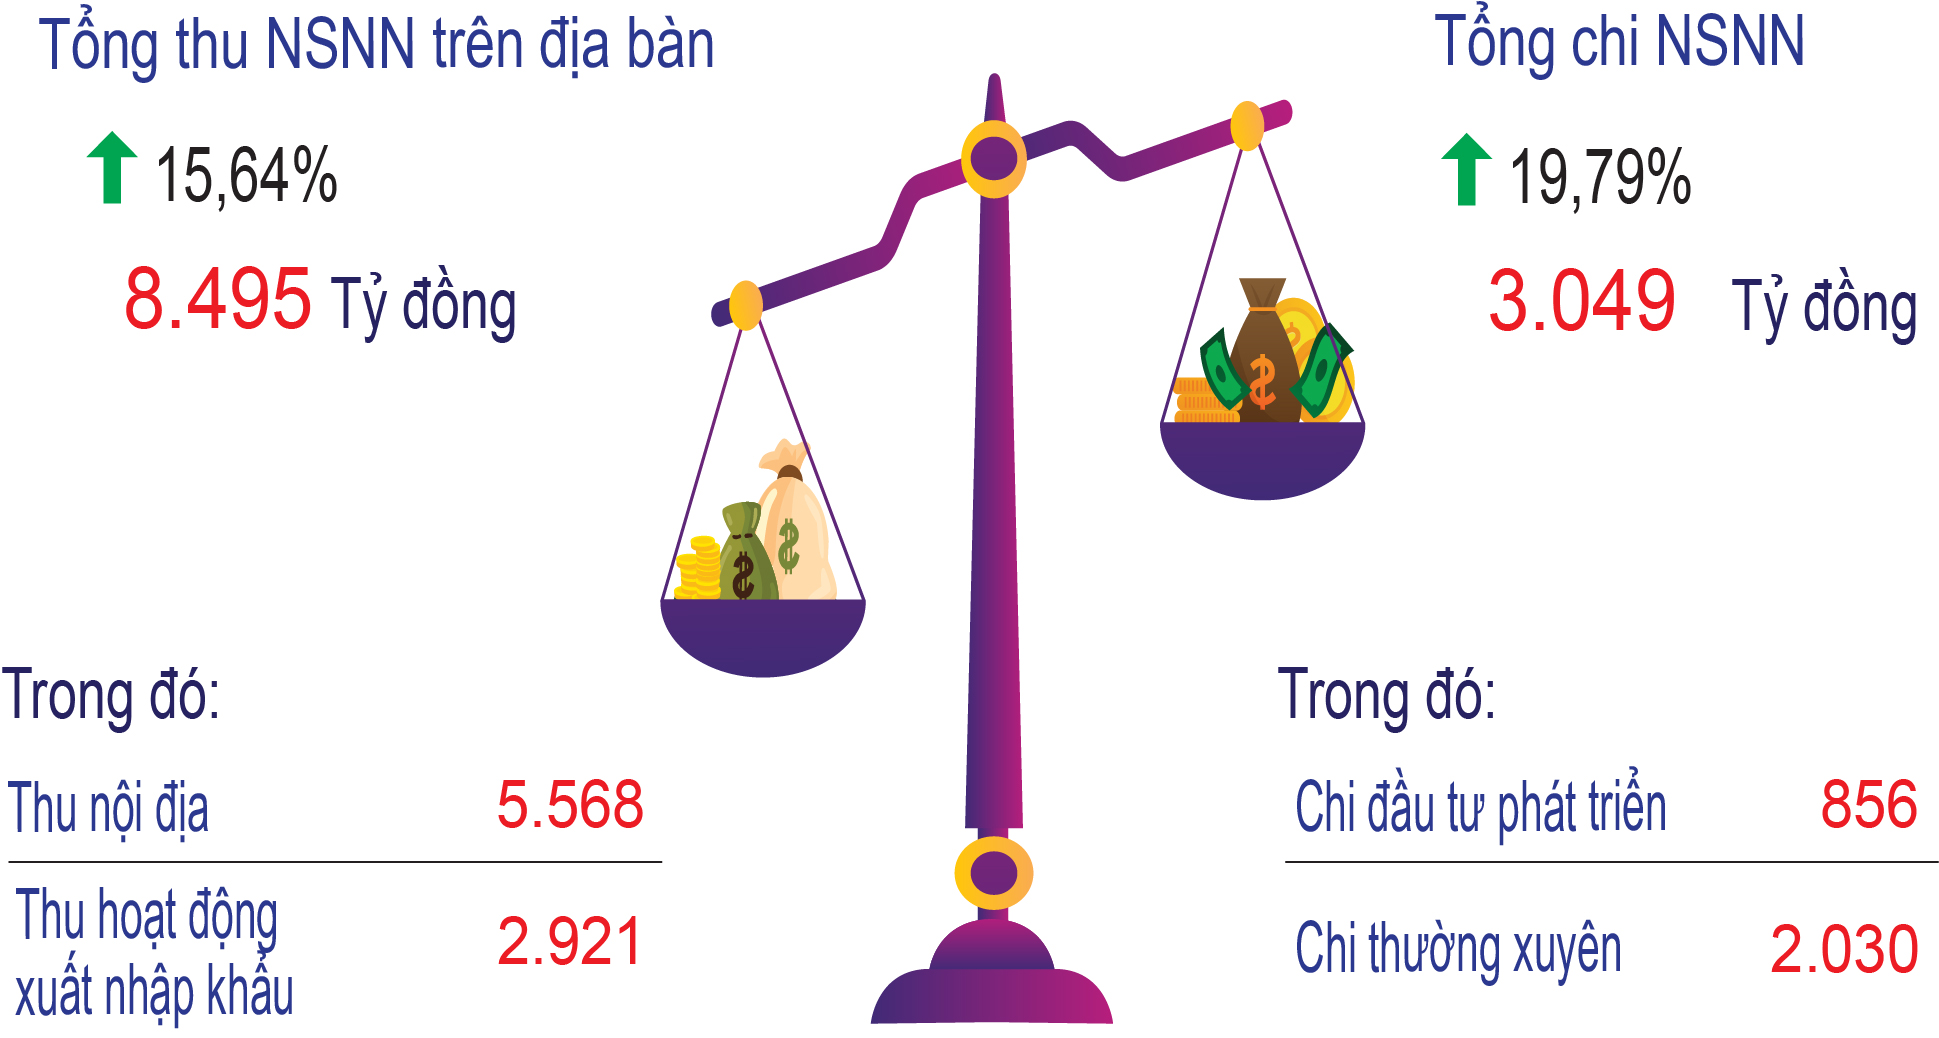 Tổng thu NSNN trên địa bàn
15,64%
8.495 Tỷ đồng
Tổng chi NSNN
19,79%
3.049 Tỷ đồng
Trong đó:
Thu nội địa 5.568
Thu hoạt động
xuất nhập khẩu 2.921
Trong đó:
Chi đầu tư phát triển 856
Chi thường xuyên 2.030